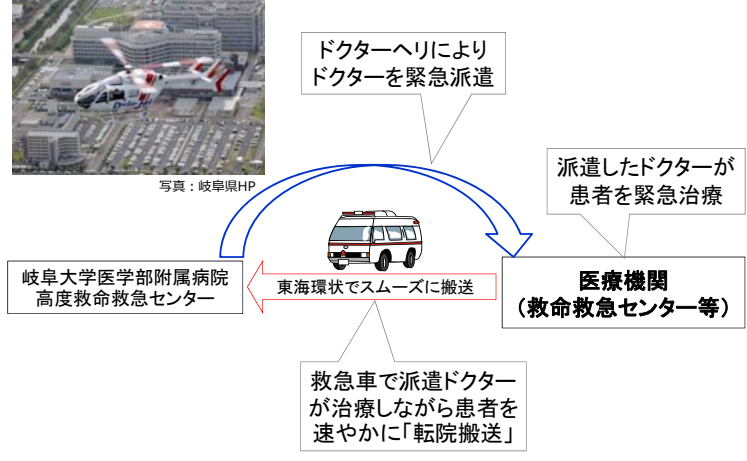 ドクターヘリにより
ドクターを緊急派遣
写真：岐阜県HP
派遣したドクターが
患者を緊急治療
岐阜大学医学部附属病院
高度救命救急センター
東海環状でスムーズに搬送
医療機関
（救命救急センター等）
救急車で派遣ドクター
が治療しながら患者を
速やかに「転院搬送」